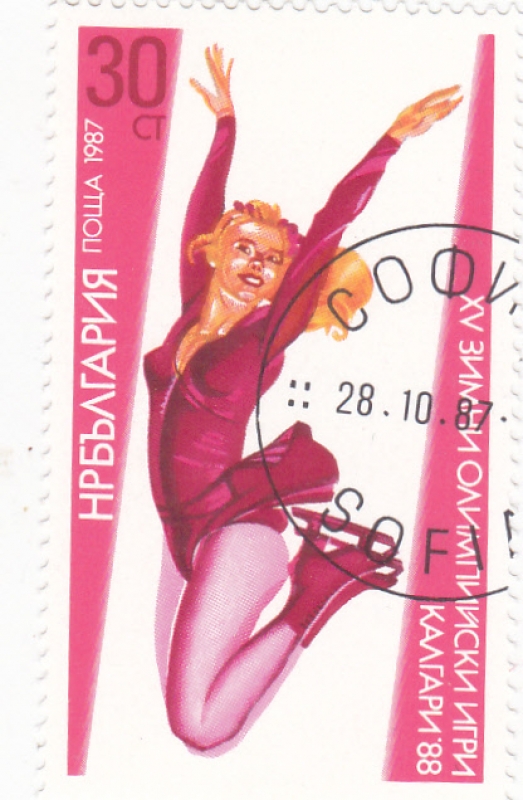 30
СТ
НРБЪЛГАРИЯ ПОЩА 1987
XV ЗИМНИ ОЛИМПИЙСКИ ИГРИ
КАЛГАРИ '88
СОФИ
28.10.87.
SOFI